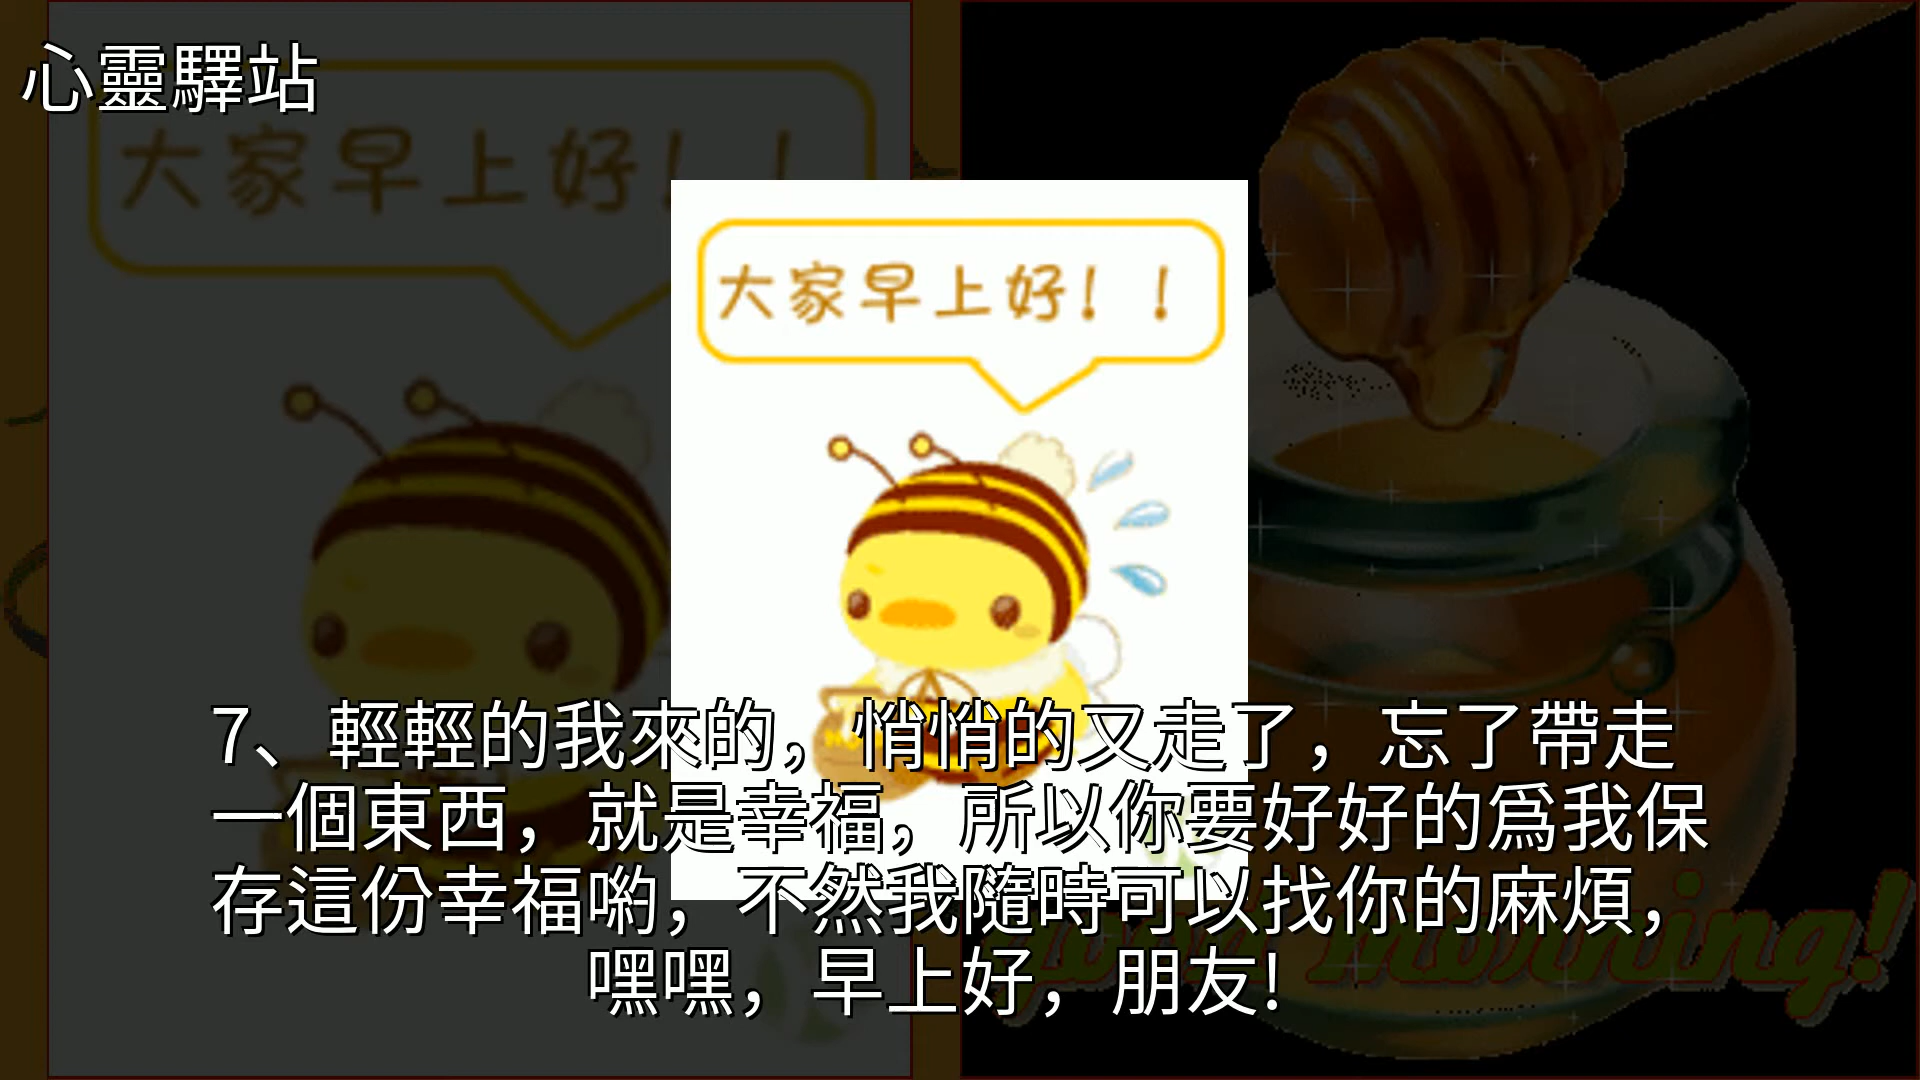 心靈驛站
大家早上好！！
大家早上好！！
7、輕輕的我來的，悄悄的又走了，忘了帶走
一個東西，就是幸福，所以你要好好的爲我保
存這份幸福喲，不然我隨時可以找你的麻煩，
嘿嘿，早上好，朋友!
good morning!